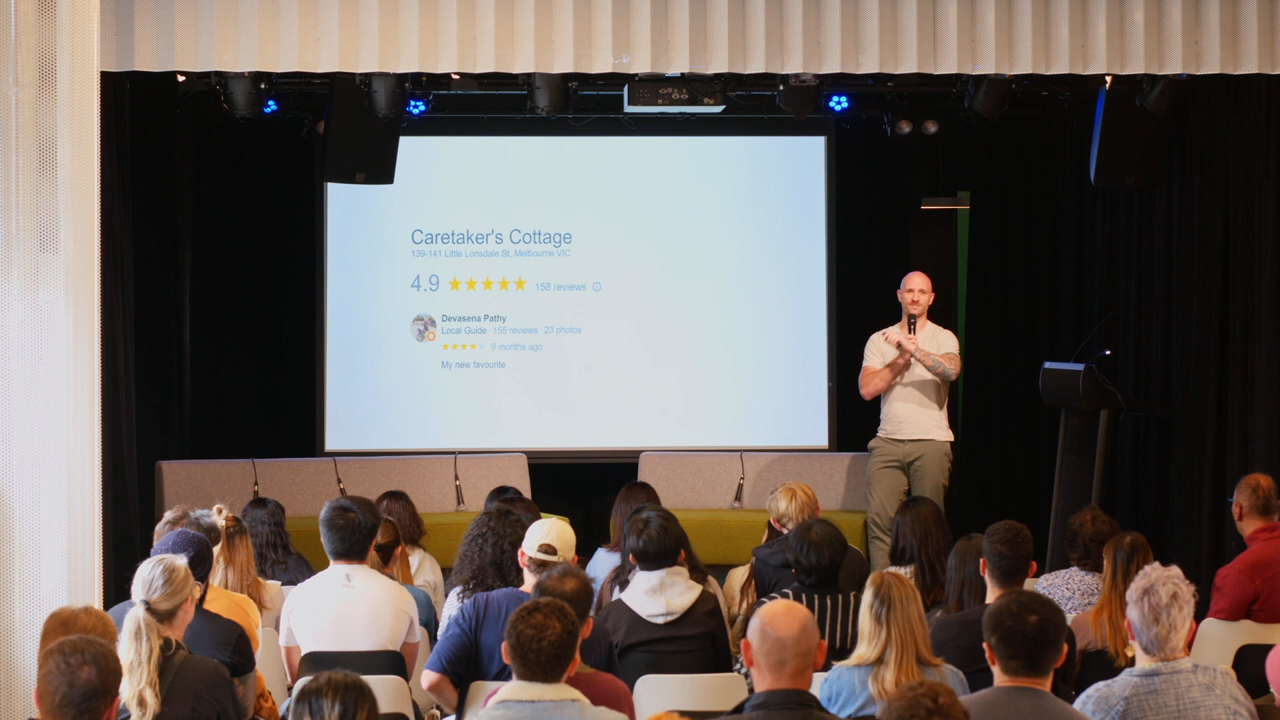 Caretaker's Cottage
139-141 Little Lonsdale St, Melbourne VIC
4.9 158 reviews
Devasena Pathy
Local Guide · 155 reviews · 23 photos
9 months ago
My new favourite